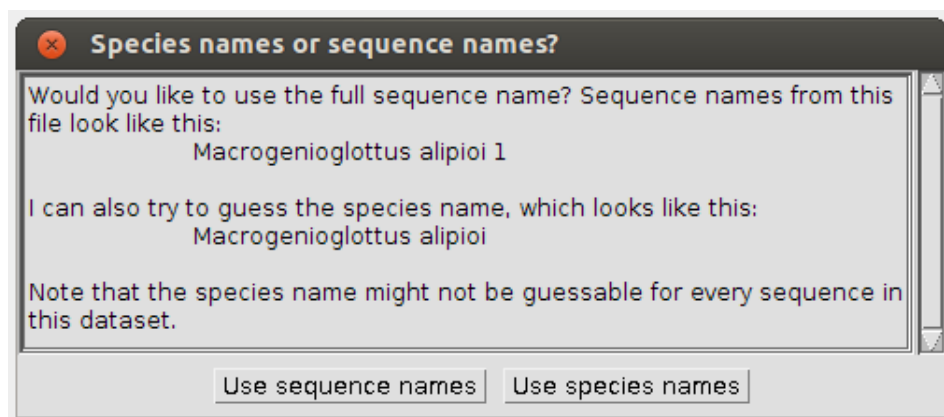 Species names or sequence names?
Would you like to use the full sequence name? Sequence names from this
file look like this:
Macrogenioglottus alipioi 1
I can also try to guess the species name, which looks like this:
Macrogenioglottus alipioi
Note that the species name might not be guessable for every sequence in
this dataset.
Use sequence names Use species names